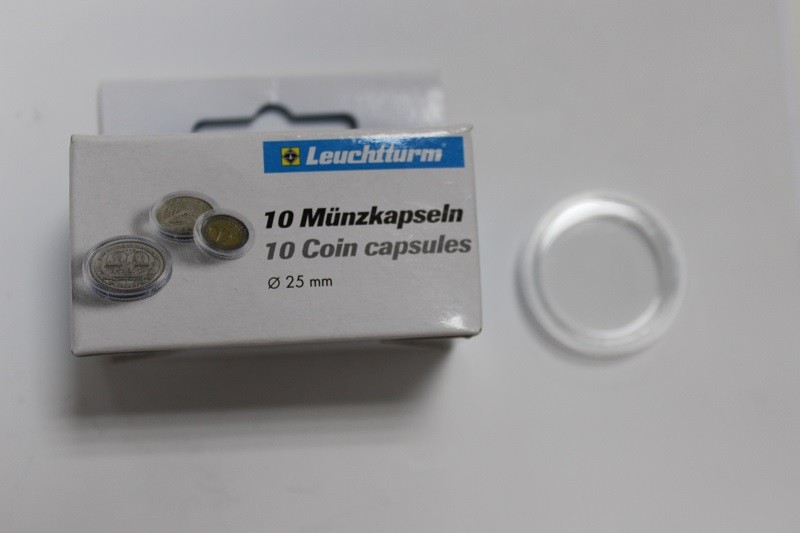 Leuchtturm
10 Münzkapseln
10 Coin capsules
Ø 25 mm